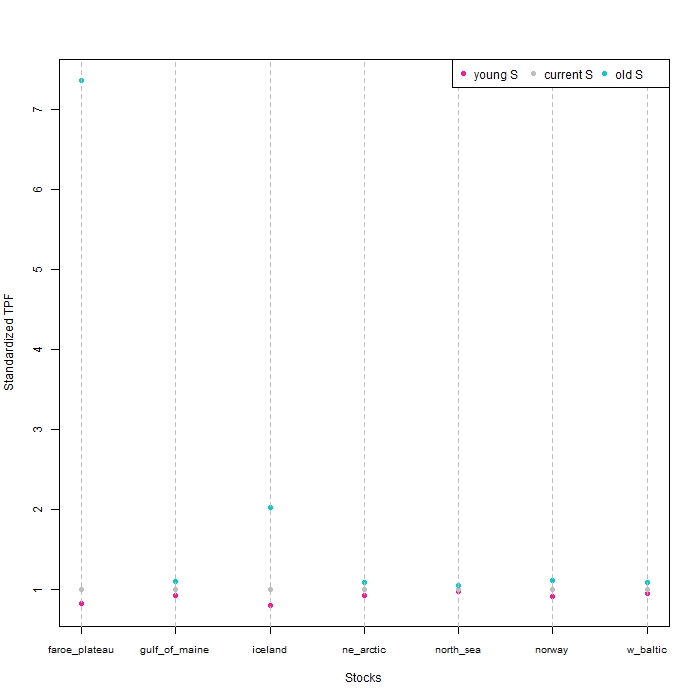 young S current S old S
Standardized TPF
7
6
5
4
3
2
1
faroe_plateau gulf_of_maine iceland ne_arctic north_sea norway w_baltic
Stocks